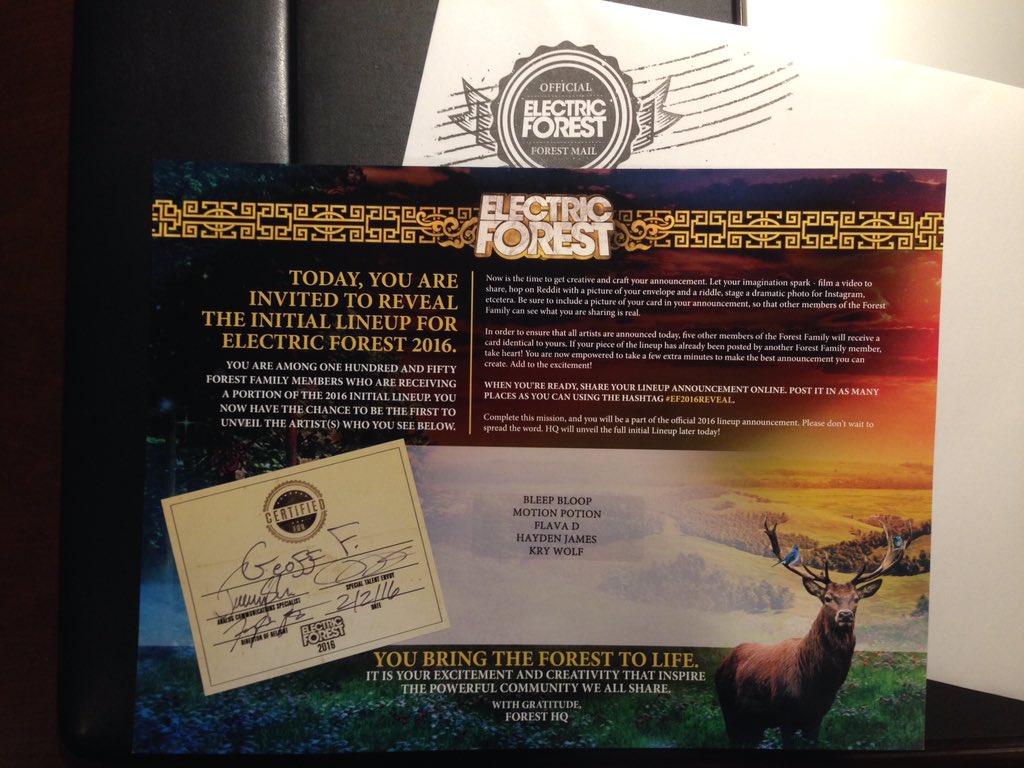 OFFICIAL
ELECTRIC
FOREST
FOREST MAIL
ELECTRIC
FOREST
TODAY, YOU ARE
INVITED TO REVEAL
THE INITIAL LINEUP FOR
ELECTRIC FOREST 2016.
YOU ARE AMONG ONE HUNDRED AND FIFTY
FOREST FAMILY MEMBERS WHO ARE RECEIVING
A PORTION OF THE 2016 INITIAL LINEUP. YOU
NOW HAVE THE CHANCE TO BE THE FIRST TO
UNVEIL THE ARTIST(S) WHO YOU SEE BELOW.
Now is the time to get creative and craft your announcement. Let your imagination spark - film a video to
share, hop on Reddit with a picture of your envelope and a riddle, stage a dramatic photo for Instagram,
etcetera. Be sure to include a picture of your card in your announcement, so that other members of the Forest
Family can see what you are sharing is real.
In order to ensure that all artists are announced today, five other members of the Forest Family will receive a
card identical to yours. If your piece of the lineup has already been posted by another Forest Family member,
take heart! You are now empowered to take a few extra minutes to make the best announcement you can
create. Add to the excitement!
WHEN YOU'RE READY, SHARE YOUR LINEUP ANNOUNCEMENT ONLINE. POST IT IN AS MANY
PLACES AS YOU CAN USING THE HASHTAG #EF2016REVEAL.
Complete this mission, and you will be a part of the official 2016 lineup announcement. Please don't wait to
spread the word. HQ will unveil the full initial Lineup later today!
CERTIFIED
FOR
Geoff F.
SPECIAL TALENT ENVOY
ANALOG COMMUNICATIONS SPECIALIST
2/2/16
DATE
DIRECTOR OF DELIGHT
ELECTRIC
FOREST
2016
BLEEP BLOOP
MOTION POTION
FLAVA D
HAYDEN JAMES
KRY WOLF
YOU BRING THE FOREST TO LIFE.
IT IS YOUR EXCITEMENT AND CREATIVITY THAT INSPIRE
THE POWERFUL COMMUNITY WE ALL SHARE.
WITH GRATITUDE,
FOREST HQ